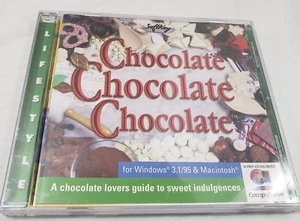 LIFESTYLE
Chocolate
Chocolate
Chocolate
for Windows® 3.1/95 & Macintosh®
A chocolate lovers guide to sweet indulgences